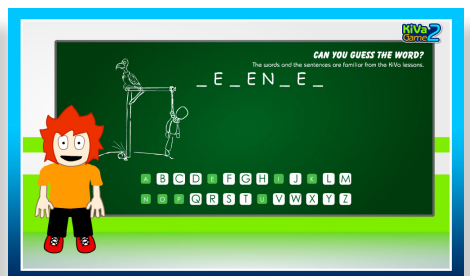 KiVa
Game 2
CAN YOU GUESS THE WORD?
The words and the sentences are familiar from the KiVa lessons.
_ E _ E N _ E _
A B C D E F G H I J K L M
N O P Q R S T U V W X Y Z